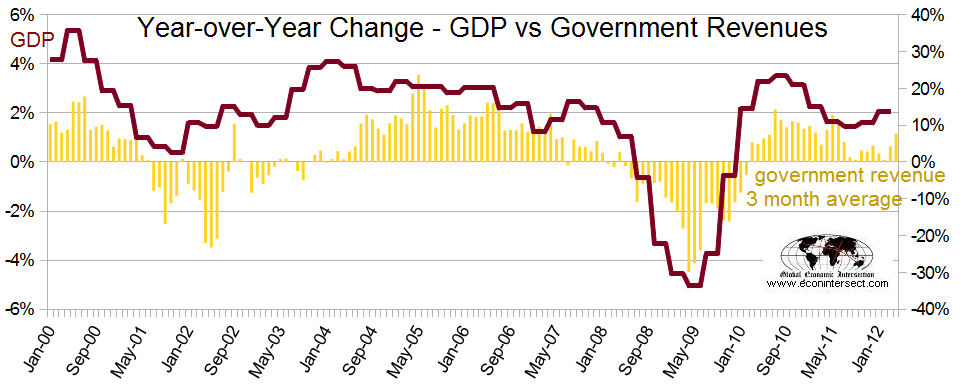 Year-over-Year Change - GDP vs Government Revenues
GDP
6%
4%
2%
0%
-2%
-4%
-6%
40%
30%
20%
10%
0%
-10%
-20%
-30%
-40%
government revenue
3 month average
Global Economic Intersection
www.econintersect.com
Jan-00
Sep-00
May-01
Jan-02
Sep-02
May-03
Jan-04
Sep-04
May-05
Jan-06
Sep-06
May-07
Jan-08
Sep-08
May-09
Jan-10
Sep-10
May-11
Jan-12